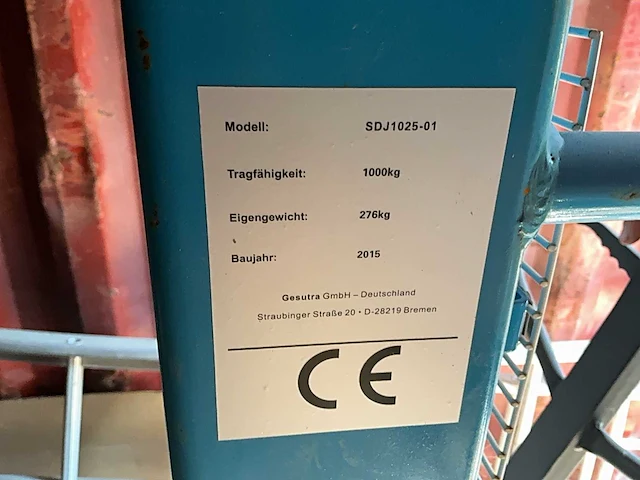 Modell: SDJ1025-01
Tragfähigkeit: 1000kg
Eigengewicht: 276kg
Baujahr: 2015
Gesutra GmbH – Deutschland
Straubinger Straße 20 • D-28219 Bremen
CE